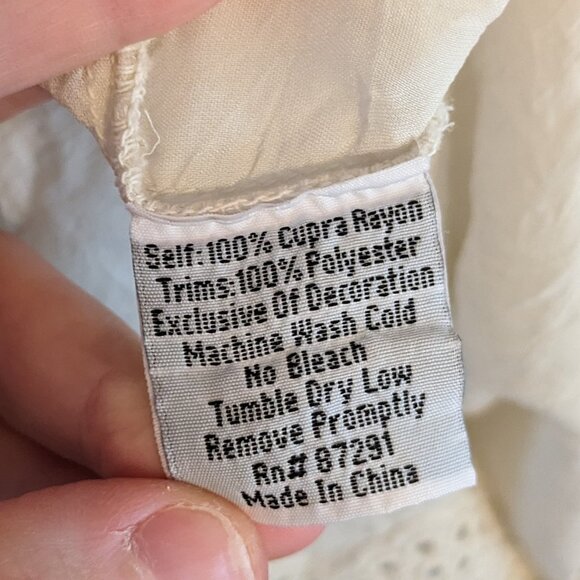 Self:100% Cupra Rayon
Trims:100% Polyester
Exclusive Of Decoration
Machine Wash Cold
No Bleach
Tumble Dry Low
Remove Promptly
Rn# 87291
Made In China